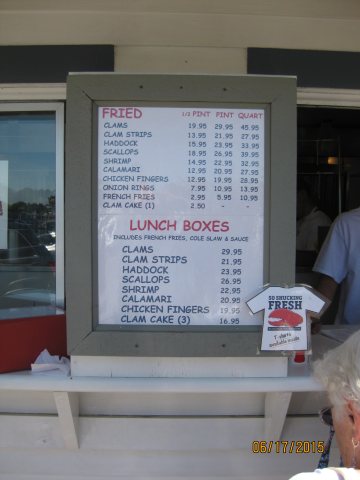 FRIED 1/2 PINT PINT QUART
CLAMS 19.95 29.95 45.95
CLAM STRIPS 13.95 21.95 27.95
HADDOCK 15.95 23.95 33.95
SCALLOPS 18.95 26.95 39.95
SHRIMP 14.95 22.95 32.95
CALAMARI 12.95 20.95 27.95
CHICKEN FINGERS 12.95 19.95 26.95
ONION RINGS 7.95 10.95 13.95
FRENCH FRIES 2.95 5.95 10.95
CLAM CAKE (1) 2.50 - -
LUNCH BOXES
INCLUDES FRENCH FRIES, COLE SLAW & SAUCE
CLAMS 29.95
CLAM STRIPS 21.95
HADDOCK 23.95
SCALLOPS 26.95
SHRIMP 22.95
CALAMARI 20.95
CHICKEN FINGERS 19.95
CLAM CAKE (3) 16.95
SO SHUCKING
FRESH
T-shirts
available inside
06/17/2015